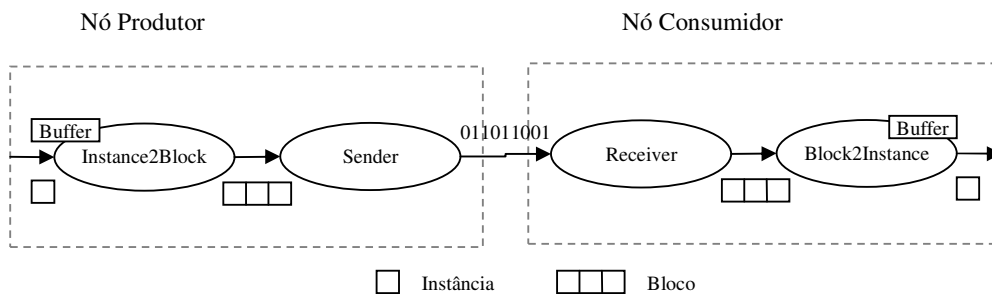 Nó Produtor
Nó Consumidor
Buffer
Instance2Block
Sender
011011001
Receiver
Buffer
Block2Instance
Instância
Bloco